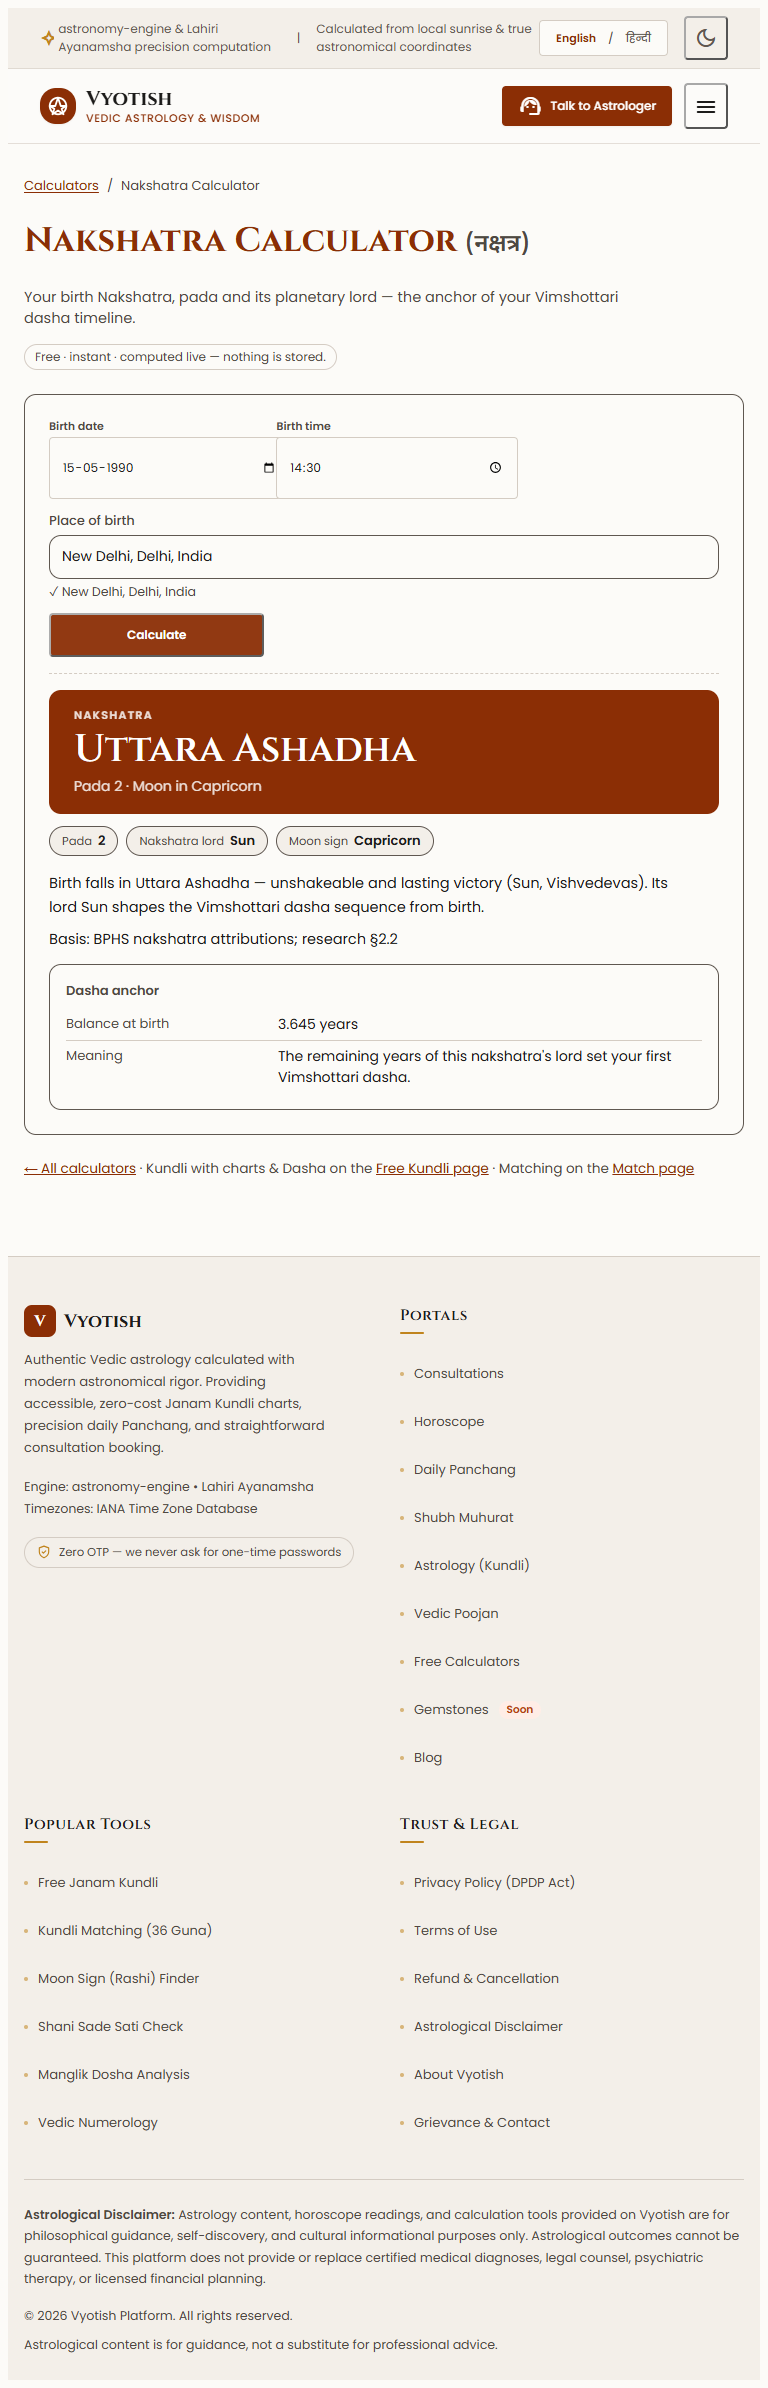 astronomy-engine & Lahiri
Ayanamsha precision computation
|
Calculated from local sunrise & true
astronomical coordinates
English / हिन्दी
Vyotish
VEDIC ASTROLOGY & WISDOM
Talk to Astrologer
Calculators / Nakshatra Calculator
Nakshatra Calculator (नक्षत्र)
Your birth Nakshatra, pada and its planetary lord — the anchor of your Vimshottari
dasha timeline.
Free · instant · computed live — nothing is stored.
Birth date
Birth time
15-05-1990
14:30
Place of birth
New Delhi, Delhi, India
✓ New Delhi, Delhi, India
Calculate
NAKSHATRA
Uttara Ashadha
Pada 2 · Moon in Capricorn
Pada 2
Nakshatra lord Sun
Moon sign Capricorn
Birth falls in Uttara Ashadha — unshakeable and lasting victory (Sun, Vishvedevas). Its
lord Sun shapes the Vimshottari dasha sequence from birth.
Basis: BPHS nakshatra attributions; research §2.2
Dasha anchor
Balance at birth 3.645 years
Meaning The remaining years of this nakshatra's lord set your first
Vimshottari dasha.
← All calculators · Kundli with charts & Dasha on the Free Kundli page · Matching on the Match page
V Vyotish
Authentic Vedic astrology calculated with
modern astronomical rigor. Providing
accessible, zero-cost Janam Kundli charts,
precision daily Panchang, and straightforward
consultation booking.
Engine: astronomy-engine • Lahiri Ayanamsha
Timezones: IANA Time Zone Database
Zero OTP — we never ask for one-time passwords
Portals
Consultations
Horoscope
Daily Panchang
Shubh Muhurat
Astrology (Kundli)
Vedic Poojan
Free Calculators
Gemstones Soon
Blog
Popular Tools
Free Janam Kundli
Kundli Matching (36 Guna)
Moon Sign (Rashi) Finder
Shani Sade Sati Check
Manglik Dosha Analysis
Vedic Numerology
Trust & Legal
Privacy Policy (DPDP Act)
Terms of Use
Refund & Cancellation
Astrological Disclaimer
About Vyotish
Grievance & Contact
Astrological Disclaimer: Astrology content, horoscope readings, and calculation tools provided on Vyotish are for
philosophical guidance, self-discovery, and cultural informational purposes only. Astrological outcomes cannot be
guaranteed. This platform does not provide or replace certified medical diagnoses, legal counsel, psychiatric
therapy, or licensed financial planning.
© 2026 Vyotish Platform. All rights reserved.
Astrological content is for guidance, not a substitute for professional advice.